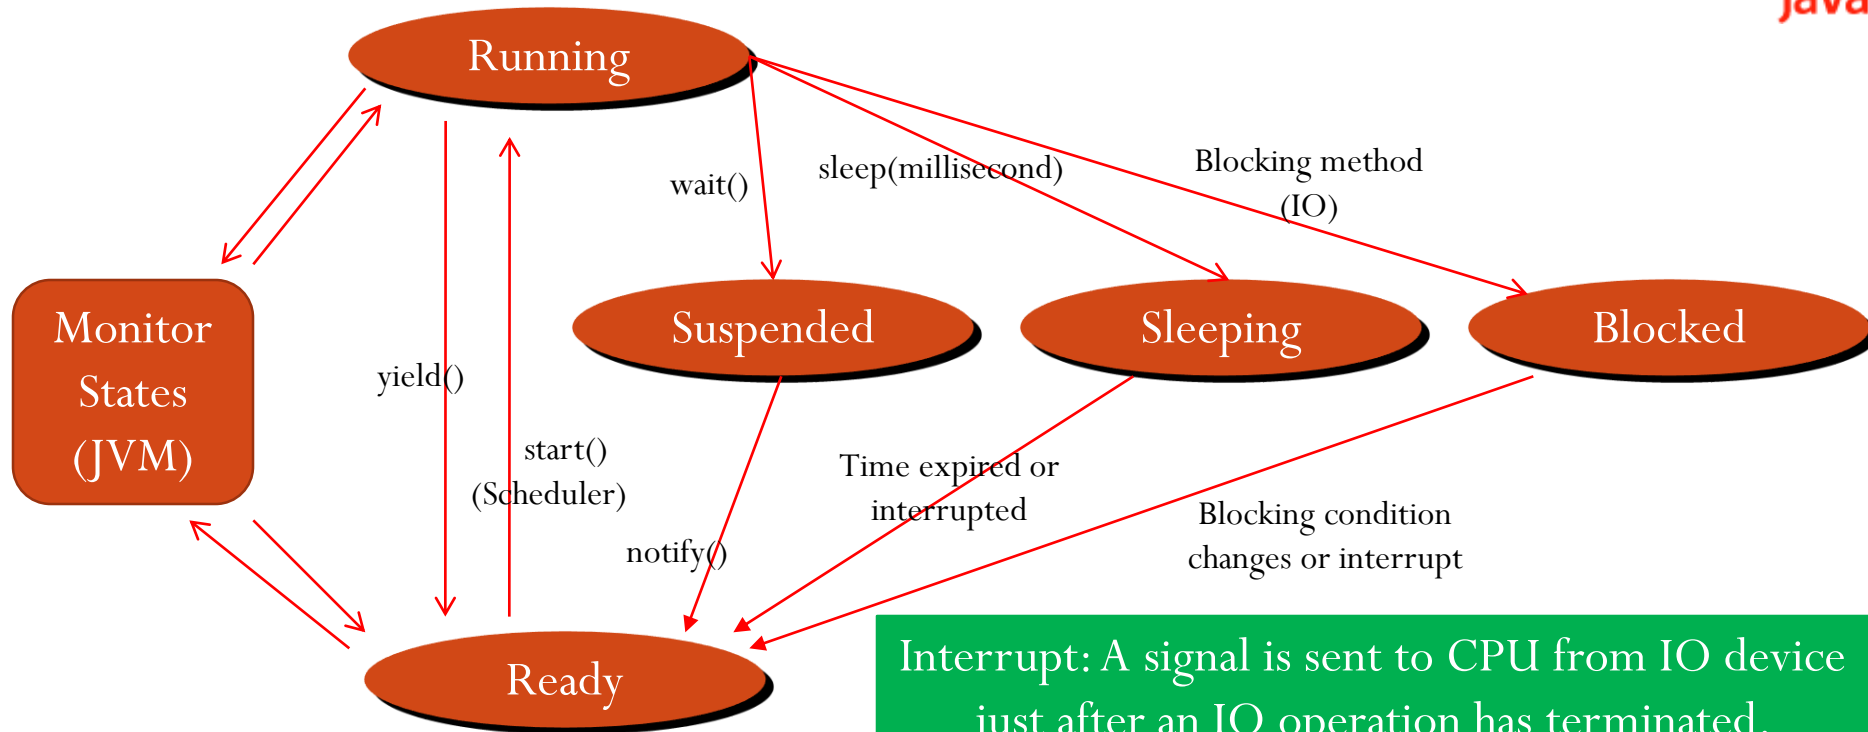 Java
Running
wait()
sleep(millisecond)
Blocking method
(IO)
Monitor
States
(JVM)
Suspended
Sleeping
Blocked
yield()
start()
(Scheduler)
Time expired or
interrupted
notify()
Blocking condition
changes or interrupt
Ready
Interrupt: A signal is sent to CPU from IO device
just after an IO operation has terminated.